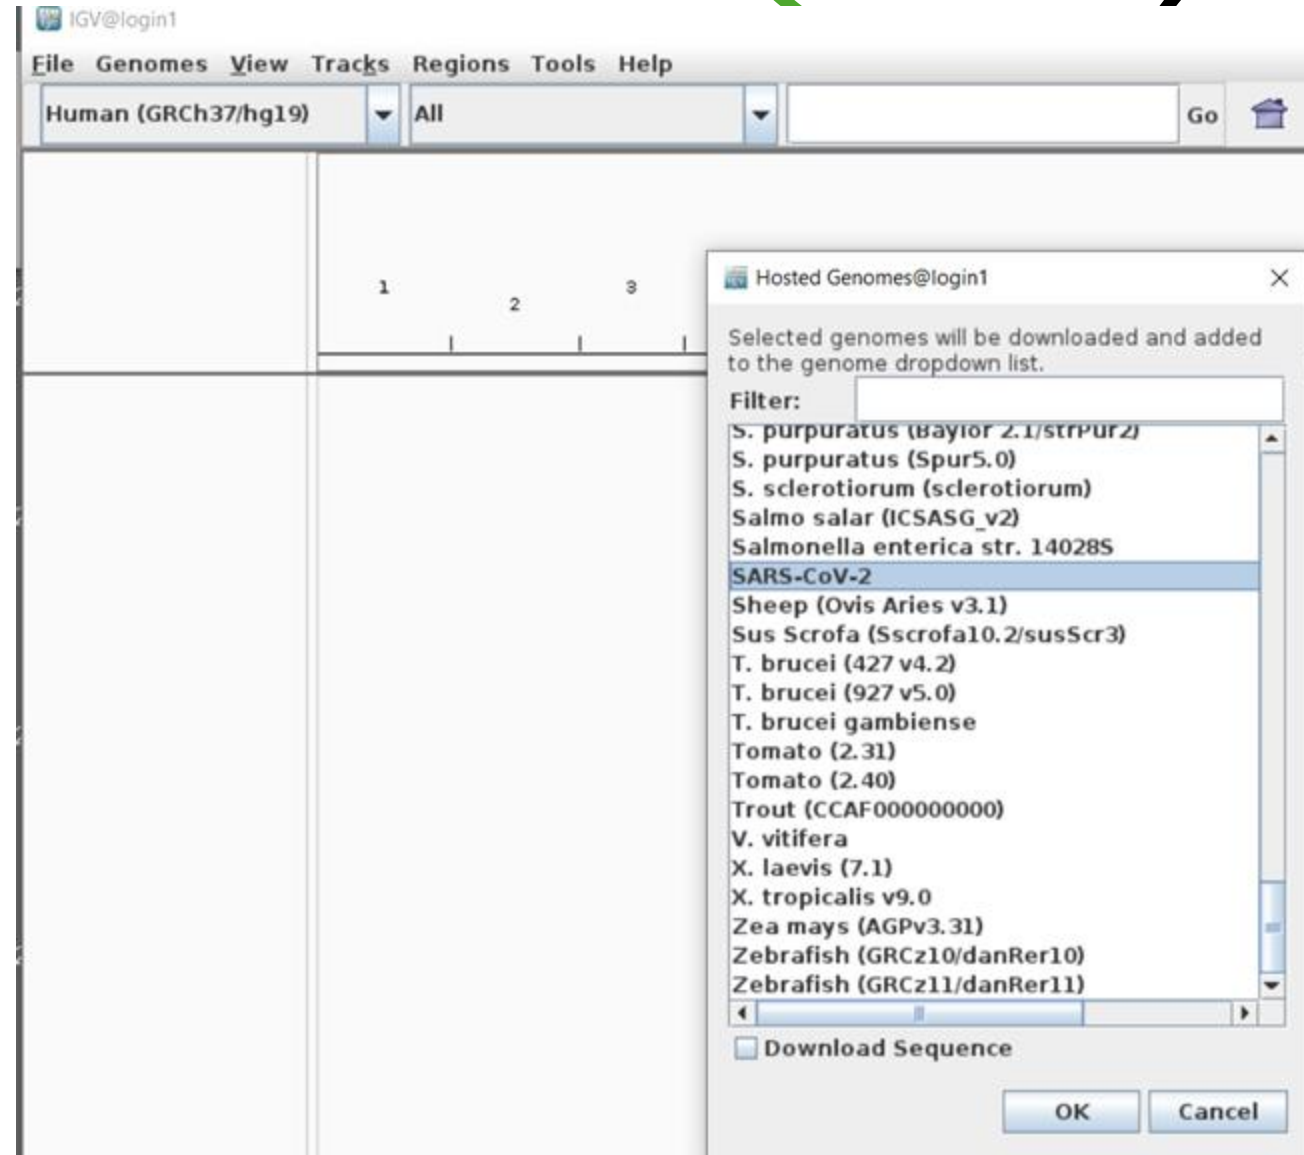 IGV@login1
File Genomes View Tracks Regions Tools Help
Human (GRCh37/hg19) All Go
1 2 3
Hosted Genomes@login1
Selected genomes will be downloaded and added
to the genome dropdown list.
Filter:
S. purpuratus (Baylor 2.1/strPur2)
S. purpuratus (Spur5.0)
S. sclerotiorum (sclerotiorum)
Salmo salar (ICSASG_v2)
Salmonella enterica str. 14028S
SARS-CoV-2
Sheep (Ovis Aries v3.1)
Sus Scrofa (Sscrofa10.2/susScr3)
T. brucei (427 v4.2)
T. brucei (927 v5.0)
T. brucei gambiense
Tomato (2.31)
Tomato (2.40)
Trout (CCAF000000000)
V. vitifera
X. laevis (7.1)
X. tropicalis v9.0
Zea mays (AGPv3.31)
Zebrafish (GRCz10/danRer10)
Zebrafish (GRCz11/danRer11)
Download Sequence
OK Cancel